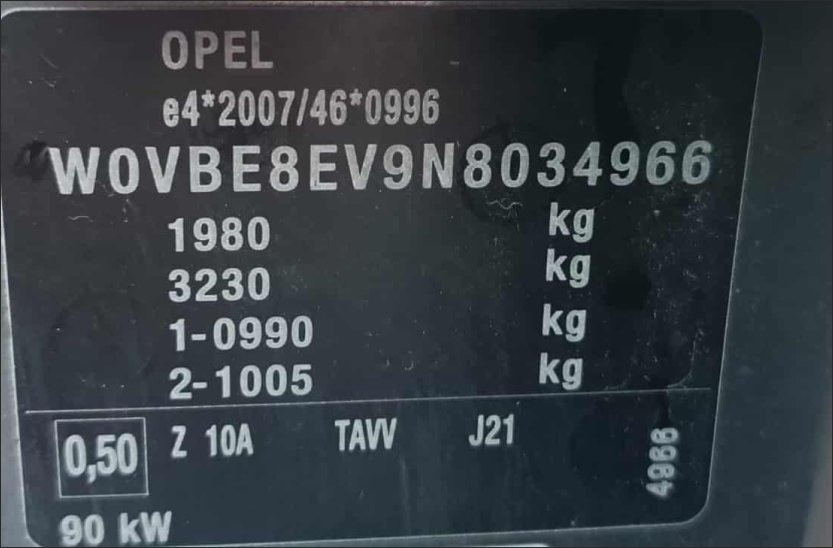 OPEL
e4*2007/46*0996
W0VBE8EV9N8034966
1980 kg
3230 kg
1-0990 kg
2-1005 kg
0,50 Z 10A TAVV J21 4966
90 kW